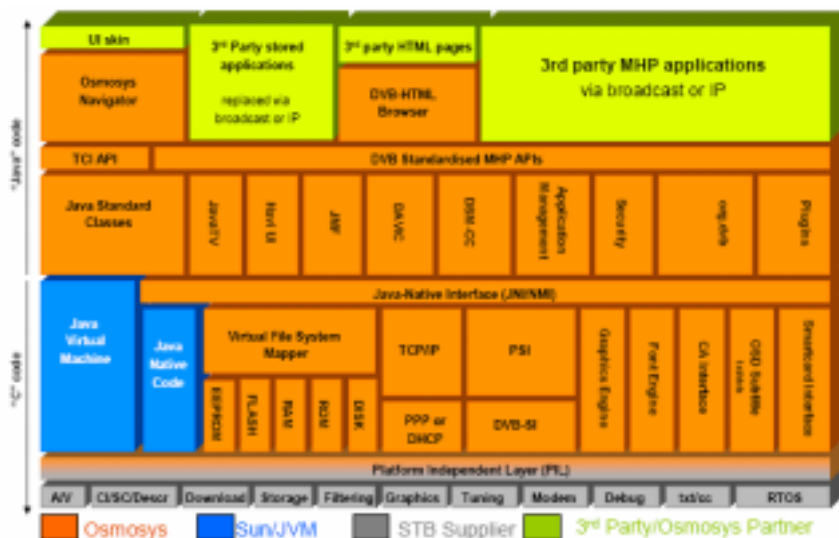 UI skin
3rd Party stored
applications
replaced via
broadcast or IP
3rd party HTML pages
3rd party MHP applications
via broadcast or IP
Osmosys
Navigator
DVB-HTML
Browser
"Java" code
TCI API
DVB Standardised MHP APIs
Java Standard
Classes
JavaTV
Havi UI
JMF
DAVIC
DSM-CC
Application
Management
Security
org.dvb
Plugins
"C" code
Java-Native Interface (JNI/NMI)
Java
Virtual
Machine
Java
Native
Code
Virtual File System
Mapper
TCP/IP
PSI
Graphics Engine
Font Engine
CA Interface
OSD Subtitle
Smartcard Interface
EEPROM
FLASH
RAM
ROM
DISK
PPP or
DHCP
DVB-SI
Platform Independent Layer (PIL)
A/V
CI/SC/Descr
Download
Storage
Filtering
Graphics
Tuning
Modem
Debug
txt/cc
RTOS
Osmosys
Sun/JVM
STB Supplier
3rd Party/Osmosys Partner